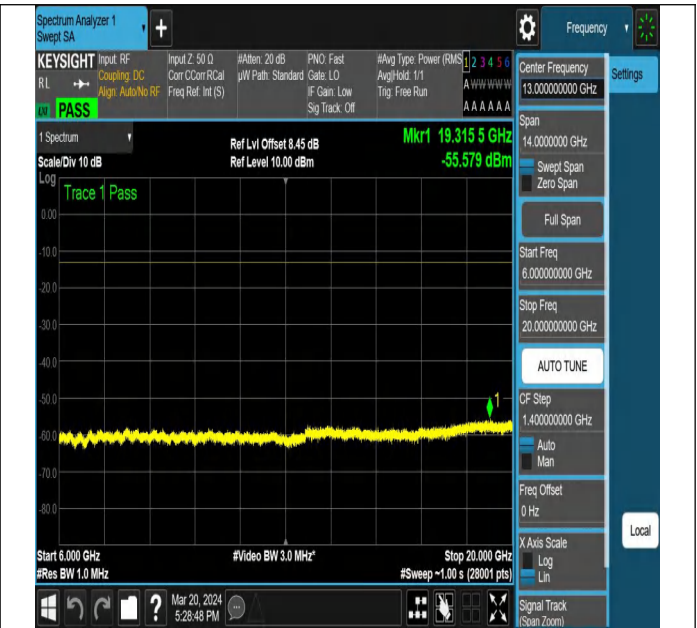 Spectrum Analyzer 1
Swept SA
+
Frequency
KEYSIGHT
RL
PASS
Input: RF
Coupling: DC
Align: Auto/No RF
Input Z: 50 Ω
Corr CCorr RCal
Freq Ref: Int (S)
#Atten: 20 dB
µW Path: Standard
PNO: Fast
Gate: LO
IF Gain: Low
Sig Track: Off
#Avg Type: Power (RMS)
Avg|Hold: 1/1
Trig: Free Run
1 2 3 4 5 6
A W W W W W
A A A A A A
1 Spectrum
Scale/Div 10 dB
Log
Ref Lvl Offset 8.45 dB
Ref Level 10.00 dBm
Mkr1 19.315 5 GHz
-55.579 dBm
Trace 1 Pass
0.00
-10.0
-20.0
-30.0
-40.0
-50.0
-60.0
-70.0
-80.0
1
Start 6.000 GHz
#Res BW 1.0 MHz
#Video BW 3.0 MHz*
Stop 20.000 GHz
#Sweep ~1.00 s (28001 pts)
?
Mar 20, 2024
5:28:48 PM
Center Frequency
13.000000000 GHz
Span
14.0000000 GHz
Swept Span
Zero Span
Full Span
Start Freq
6.000000000 GHz
Stop Freq
20.000000000 GHz
AUTO TUNE
CF Step
1.400000000 GHz
Auto
Man
Freq Offset
0 Hz
X Axis Scale
Log
Lin
Signal Track
(Span Zoom)
Settings
Local